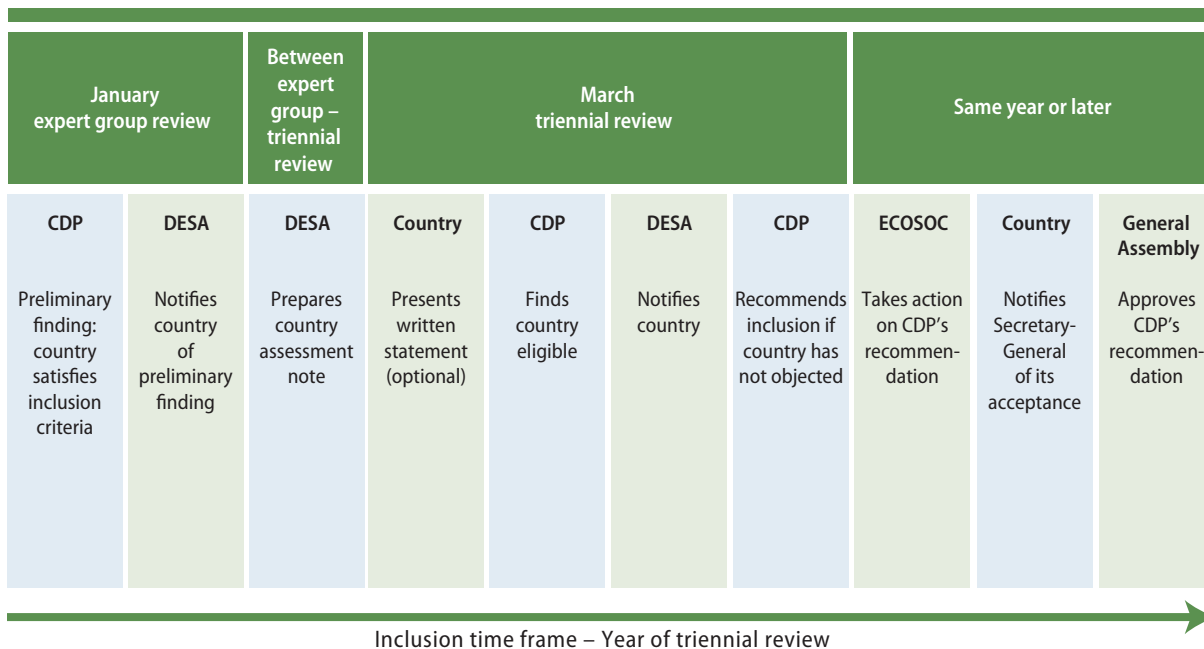 January
expert group review
Between
expert
group –
triennial
review
March
triennial review
Same year or later
CDP
Preliminary
finding:
country
satisfies
inclusion
criteria
DESA
Notifies
country
of
preliminary
finding
DESA
Prepares
country
assessment
note
Country
Presents
written
statement
(optional)
CDP
Finds
country
eligible
DESA
Notifies
country
CDP
Recommends
inclusion if
country has
not objected
ECOSOC
Takes action
on CDP's
recommen-
dation
Country
Notifies
Secretary-
General
of its
acceptance
General
Assembly
Approves
CDP's
recommen-
dation
Inclusion time frame – Year of triennial review